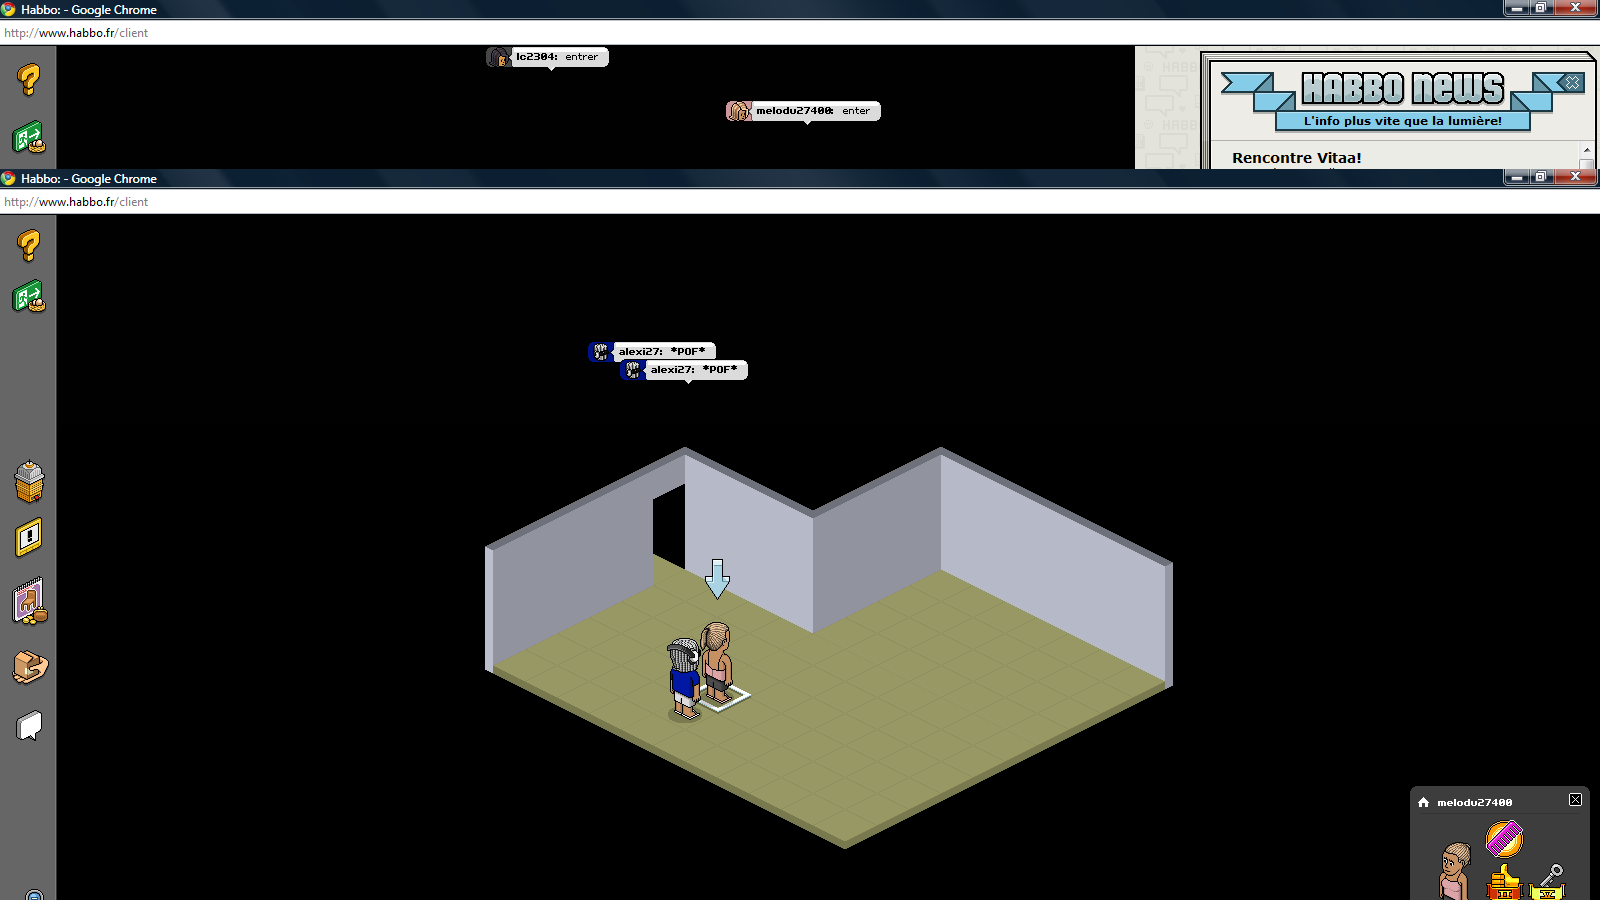 Habbo: - Google Chrome
http://www.habbo.fr/client
lc2304: entrer
melodu27400: enter
HABBO NEWS
L'info plus vite que la lumière!
Rencontre Vitaa!
Habbo: - Google Chrome
http://www.habbo.fr/client
alexi27: *POF*
alexi27: *POF*
melodu27400